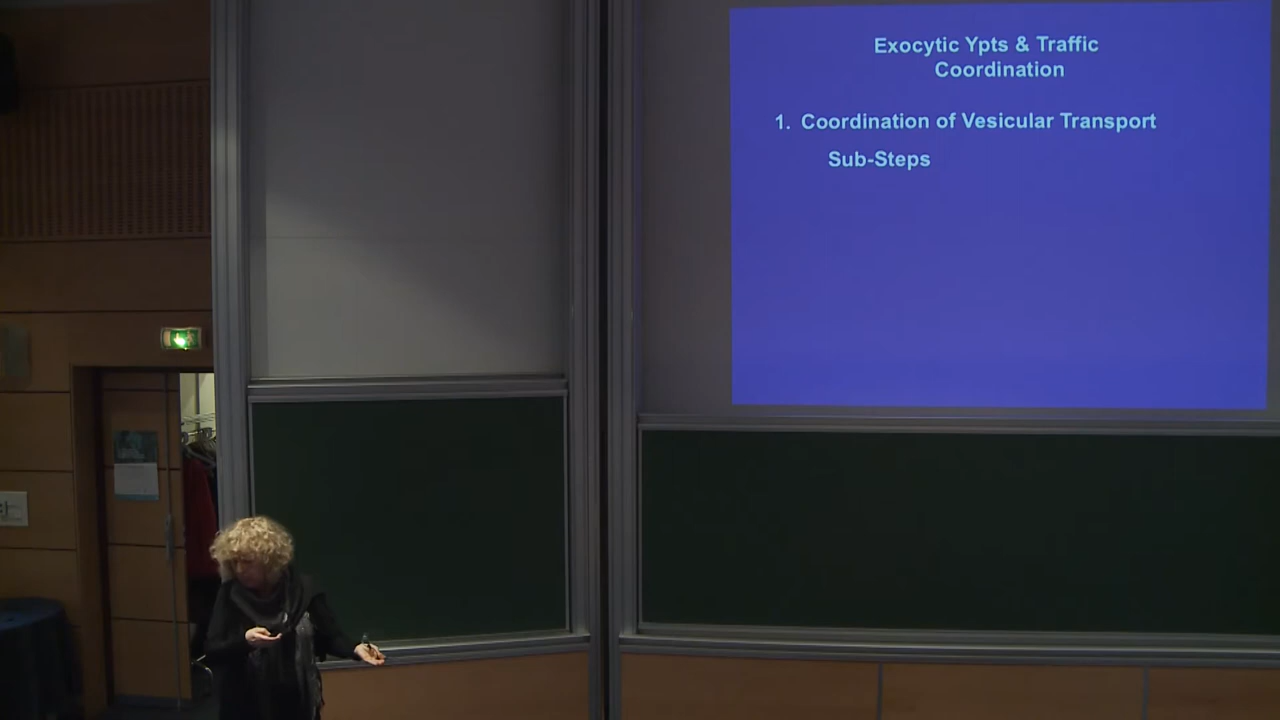 Exocytic Ypts & Traffic
Coordination
1. Coordination of Vesicular Transport
Sub-Steps